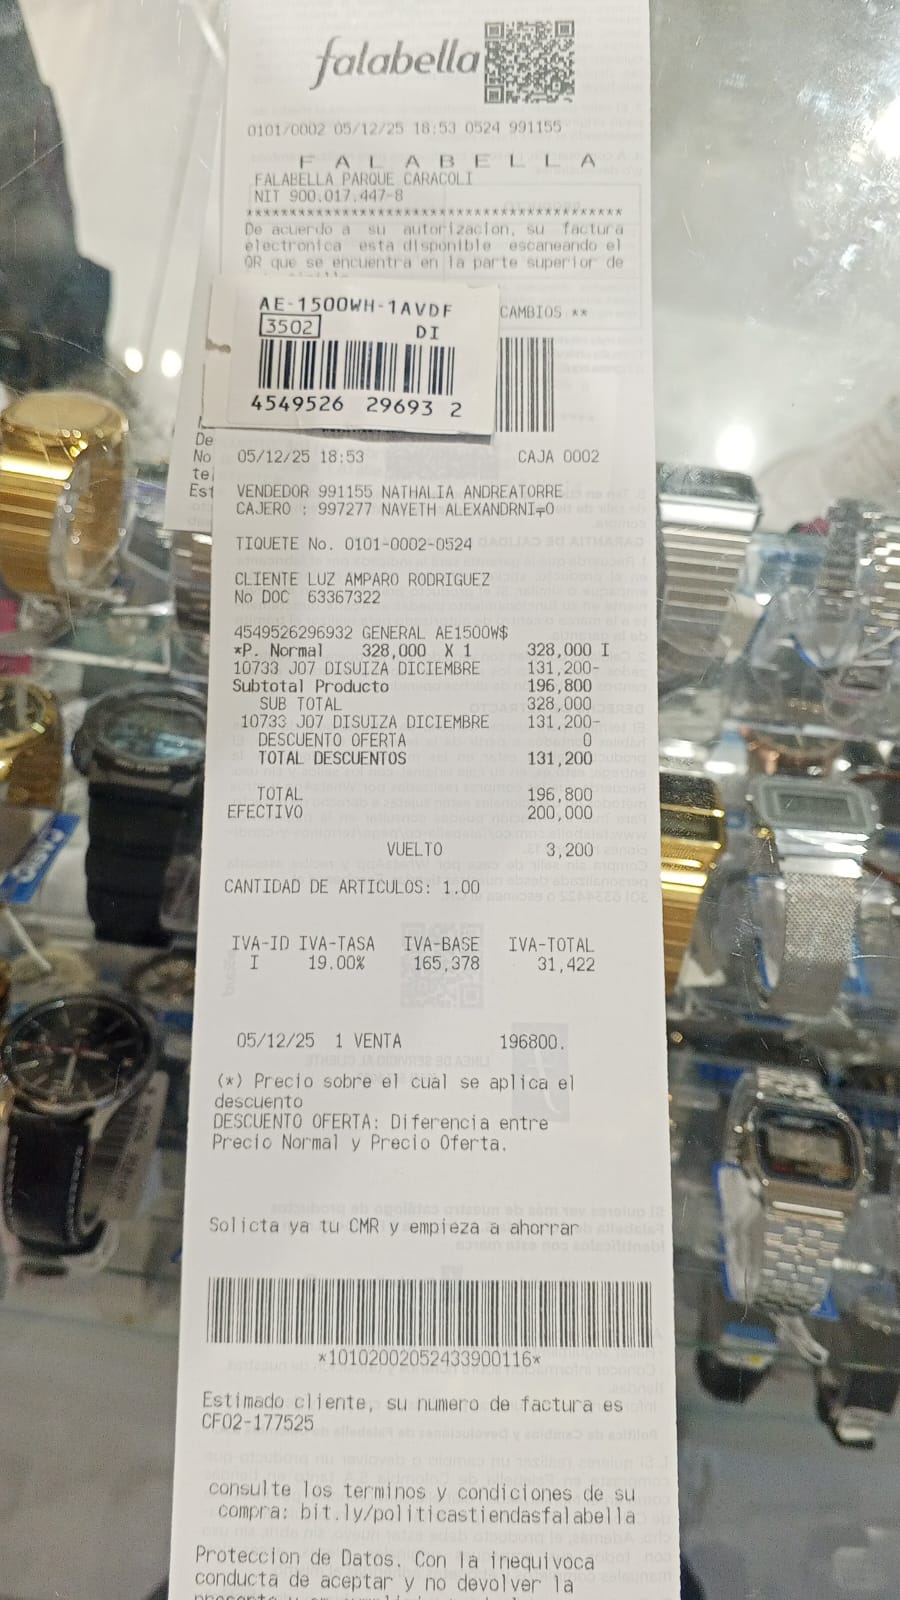 falabella
0101/0002 05/12/25 18:53 0524 991155
F A L A B E L L A
FALABELLA PARQUE CARACOLI
NIT 900.017.447-8
******************************************
De acuerdo a su autorizacion, su factura
electronica esta disponible escaneando el
QR que se encuentra en la parte superior de
CAMBIOS **
AE-1500WH-1AVDF
3502 DI
4549526 29693 2
De
No
te
Est
05/12/25 18:53 CAJA 0002
VENDEDOR 991155 NATHALIA ANDREATORRE
CAJERO : 997277 NAYETH ALEXANDRNI╤O
TIQUETE No. 0101-0002-0524
CLIENTE LUZ AMPARO RODRIGUEZ
No DOC 63367322
4549526296932 GENERAL AE1500W$
*P. Normal 328,000 X 1 328,000 I
10733 J07 DISUIZA DICIEMBRE 131,200-
Subtotal Producto 196,800
SUB TOTAL 328,000
10733 J07 DISUIZA DICIEMBRE 131,200-
DESCUENTO OFERTA 0
TOTAL DESCUENTOS 131,200
TOTAL 196,800
EFECTIVO 200,000
VUELTO 3,200
CANTIDAD DE ARTICULOS: 1.00
IVA-ID IVA-TASA IVA-BASE IVA-TOTAL
I 19.00% 165,378 31,422
05/12/25 1 VENTA 196800.
(*) Precio sobre el cual se aplica el
descuento
DESCUENTO OFERTA: Diferencia entre
Precio Normal y Precio Oferta.
Solicta ya tu CMR y empieza a ahorrar
*10102002052433900116*
Estimado cliente, su numero de factura es
CF02-177525
consulte los terminos y condiciones de su
compra: bit.ly/politicastiendasfalabella
Proteccion de Datos. Con la inequivoca
conducta de aceptar y no devolver la